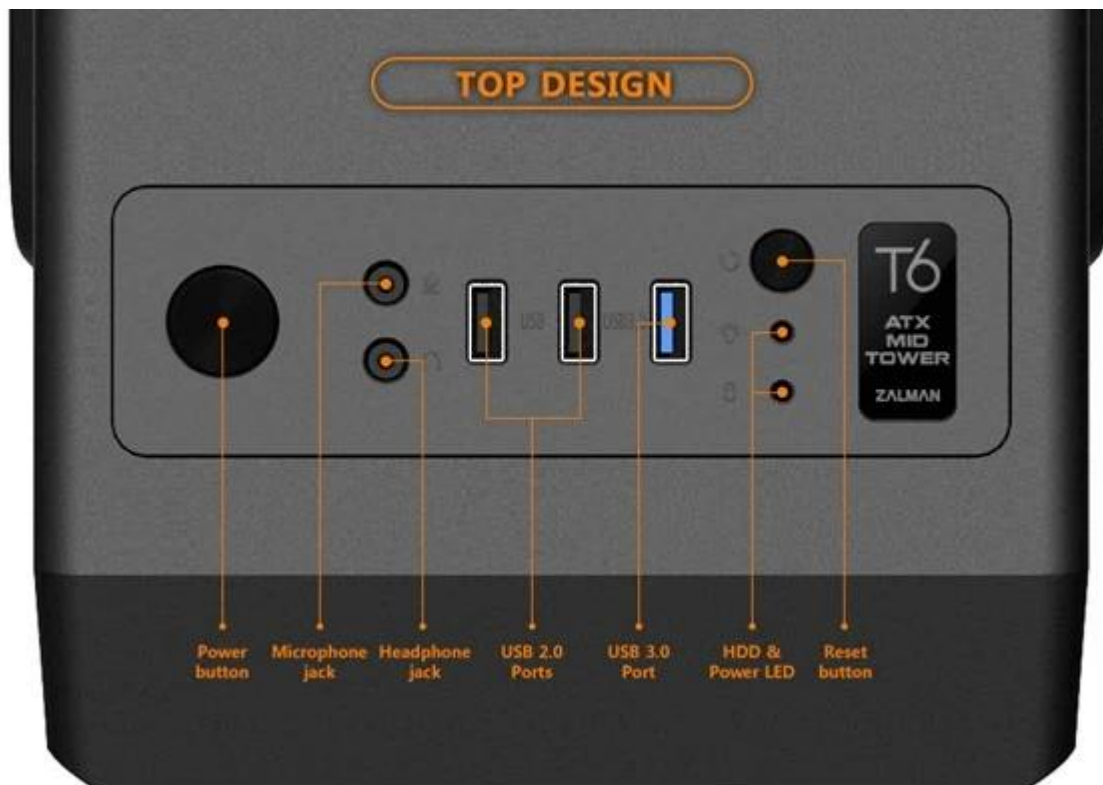 TOP DESIGN
USB
T6
ATX
MID
TOWER
ZALMAN
Power
button
Microphone
jack
Headphone
jack
USB 2.0
Ports
USB 3.0
Port
HDD &
Power LED
Reset
button